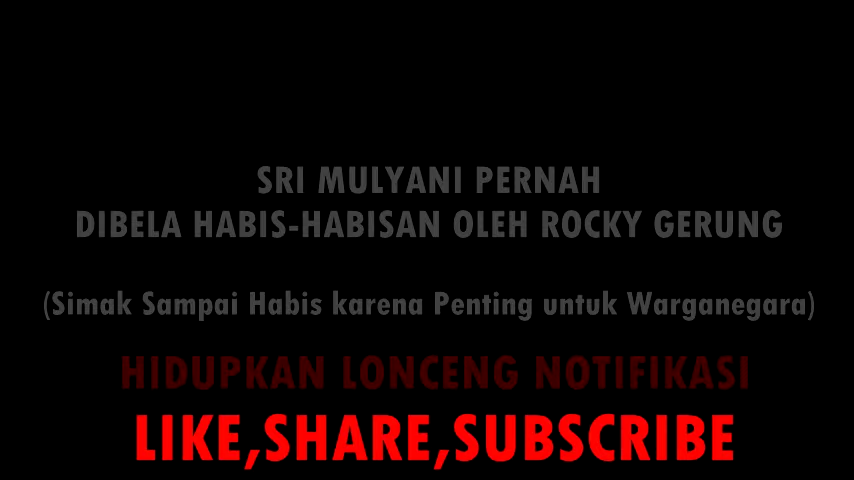 SRI MULYANI PERNAH
DIBELA HABIS-HABISAN OLEH ROCKY GERUNG
(Simak Sampai Habis karena Penting untuk Warganegara)
HIDUPKAN LONCENG NOTIFIKASI
LIKE,SHARE,SUBSCRIBE